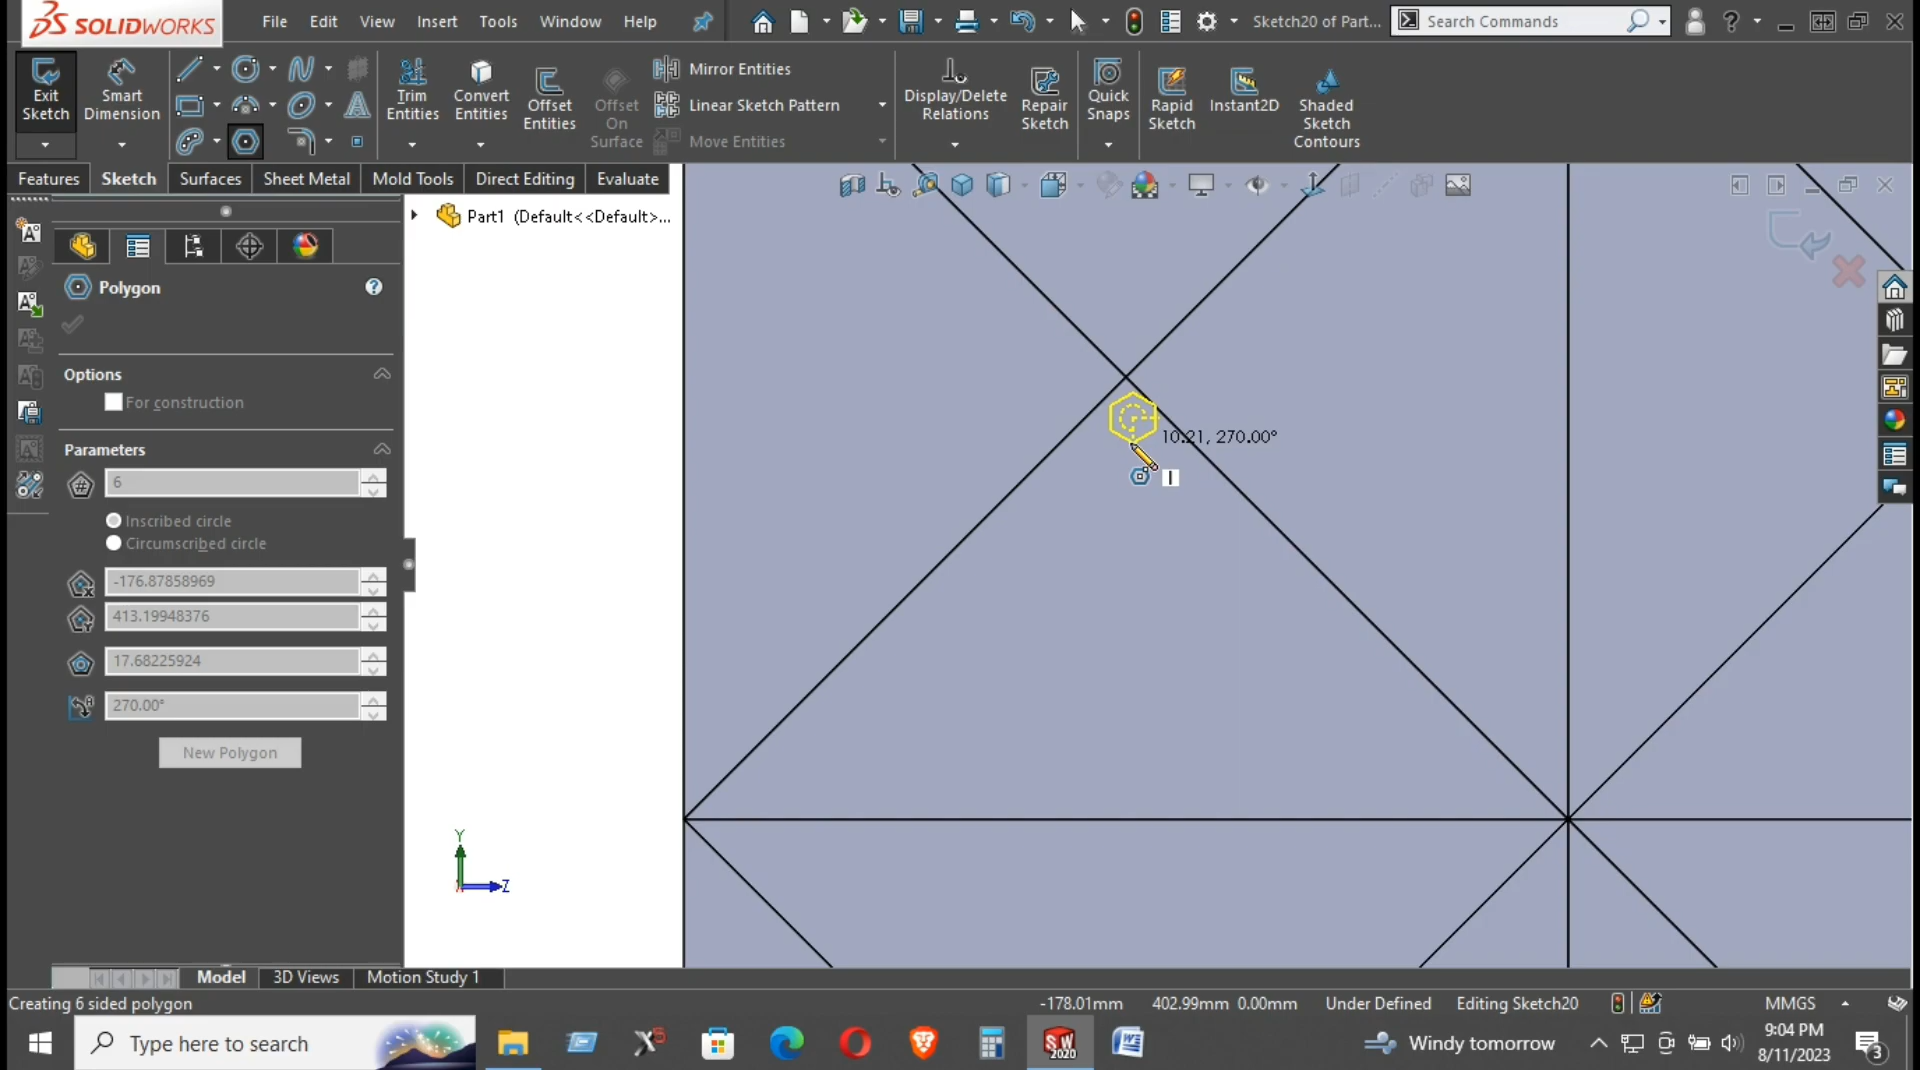 SOLIDWORKS File Edit View Insert Tools Window Help Sketch20 of Part... Search Commands
Exit Sketch
Smart Dimension
Trim Entities
Convert Entities
Offset Entities
Offset On Surface
Mirror Entities
Linear Sketch Pattern
Move Entities
Display/Delete Relations
Repair Sketch
Quick Snaps
Rapid Sketch
Instant2D
Shaded Sketch Contours
Features Sketch Surfaces Sheet Metal Mold Tools Direct Editing Evaluate
Part1 (Default<<Default>...
Polygon
Options
For construction
Parameters
6
Inscribed circle
Circumscribed circle
-176.87858969
413.19948376
17.68225924
270.00°
New Polygon
10.21, 270.00°
Y
Z
Model 3D Views Motion Study 1
Creating 6 sided polygon -178.01mm 402.99mm 0.00mm Under Defined Editing Sketch20 MMGS
Type here to search
SW 2020
Windy tomorrow
9:04 PM
8/11/2023
3